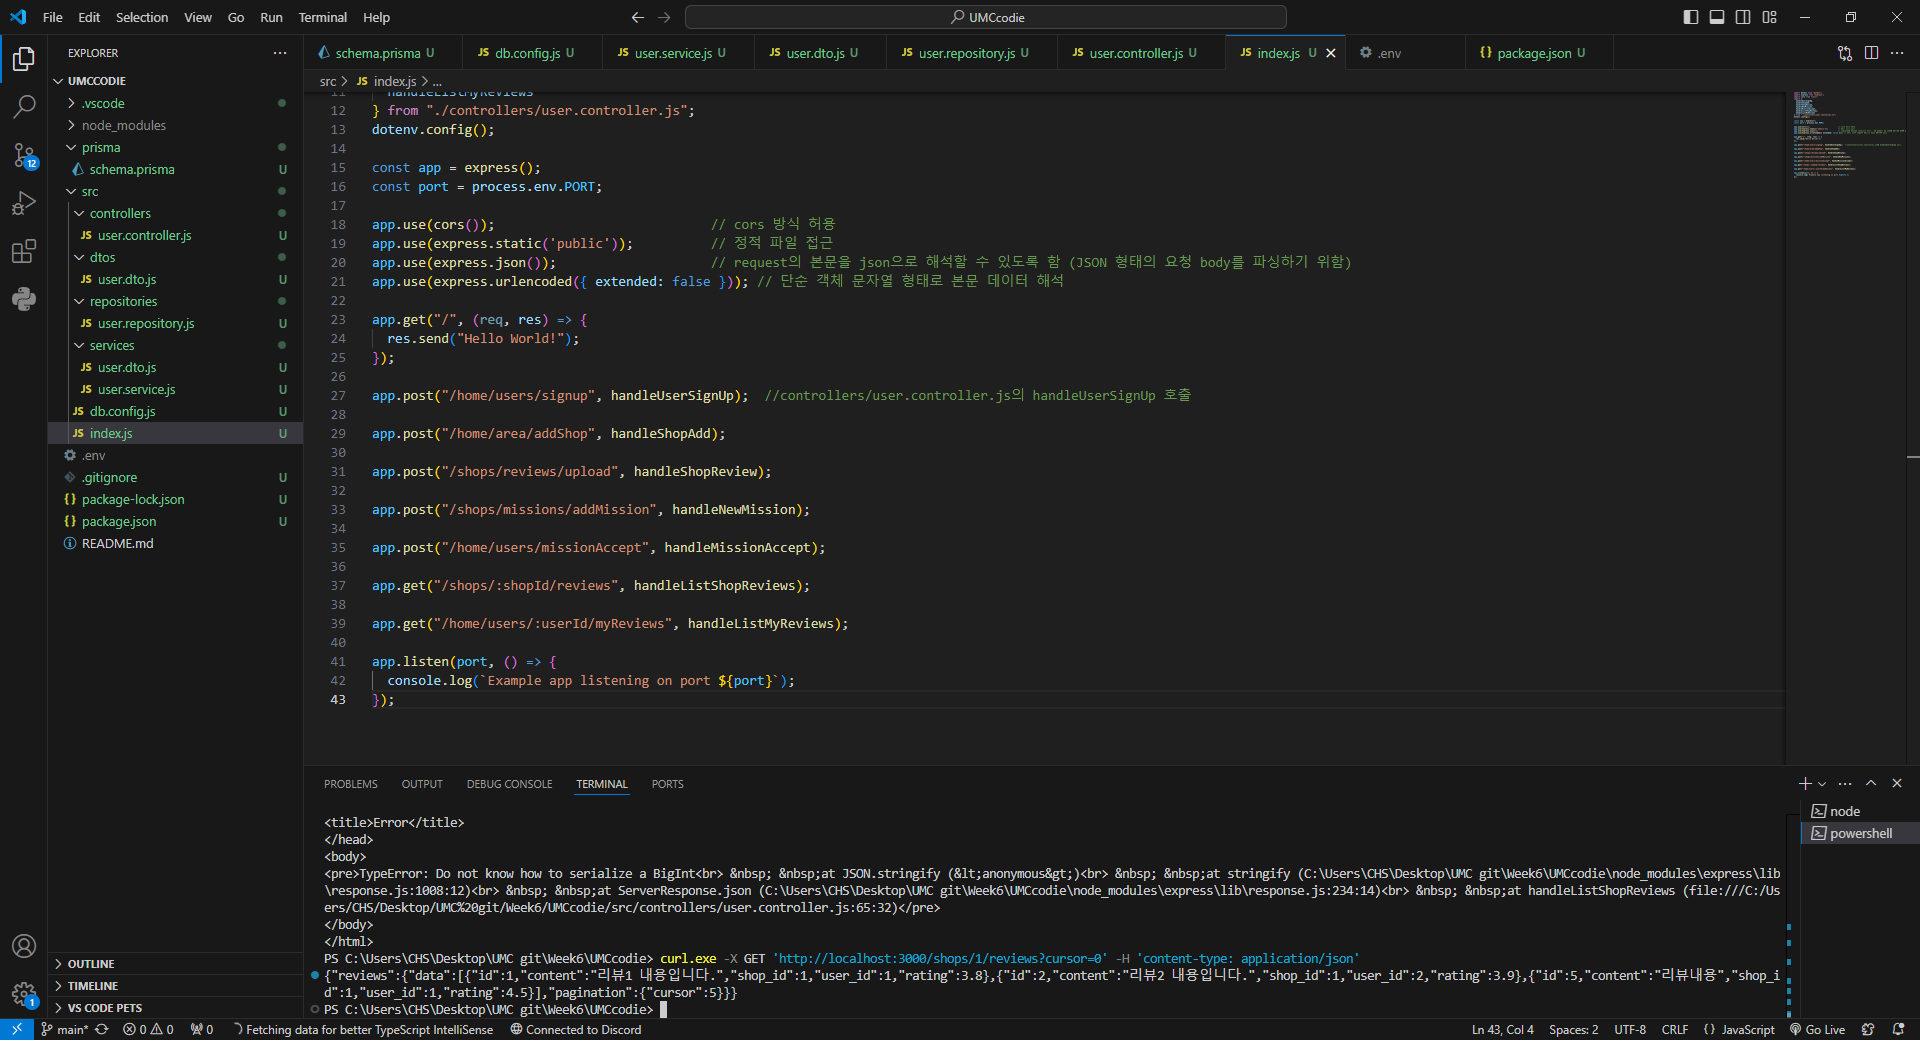 File Edit Selection View Go Run Terminal Help
UMCcodie
EXPLORER
UMCCODIE
.vscode
node_modules
prisma
schema.prisma U
src
controllers
user.controller.js U
dtos
user.dto.js U
repositories
user.repository.js U
services
user.dto.js U
user.service.js U
db.config.js U
index.js U
.env
.gitignore U
package-lock.json U
package.json U
README.md
OUTLINE
TIMELINE
VS CODE PETS
schema.prisma U JS db.config.js U JS user.service.js U JS user.dto.js U JS user.repository.js U JS user.controller.js U JS index.js U .env {} package.json U
src > JS index.js > ...
11 handleListMyReviews
12 } from "./controllers/user.controller.js";
13 dotenv.config();
14
15 const app = express();
16 const port = process.env.PORT;
17
18 app.use(cors()); // cors 방식 허용
19 app.use(express.static('public')); // 정적 파일 접근
20 app.use(express.json()); // request의 본문을 json으로 해석할 수 있도록 함 (JSON 형태의 요청 body를 파싱하기 위함)
21 app.use(express.urlencoded({ extended: false })); // 단순 객체 문자열 형태로 본문 데이터 해석
22
23 app.get("/", (req, res) => {
24 res.send("Hello World!");
25 });
26
27 app.post("/home/users/signup", handleUserSignUp); //controllers/user.controller.js의 handleUserSignUp 호출
28
29 app.post("/home/area/addShop", handleShopAdd);
30
31 app.post("/shops/reviews/upload", handleShopReview);
32
33 app.post("/shops/missions/addMission", handleNewMission);
34
35 app.post("/home/users/missionAccept", handleMissionAccept);
36
37 app.get("/shops/:shopId/reviews", handleListShopReviews);
38
39 app.get("/home/users/:userId/myReviews", handleListMyReviews);
40
41 app.listen(port, () => {
42 console.log(`Example app listening on port ${port}`);
43 });
PROBLEMS OUTPUT DEBUG CONSOLE TERMINAL PORTS
node
powershell
<title>Error</title>
</head>
<body>
<pre>TypeError: Do not know how to serialize a BigInt<br> &nbsp; &nbsp;at JSON.stringify (&lt;anonymous&gt;)<br> &nbsp; &nbsp;at stringify (C:\Users\CHS\Desktop\UMC git\Week6\UMCcodie\node_modules\express\lib
\response.js:1008:12)<br> &nbsp; &nbsp;at ServerResponse.json (C:\Users\CHS\Desktop\UMC git\Week6\UMCcodie\node_modules\express\lib\response.js:234:14)<br> &nbsp; &nbsp;at handleListShopReviews (file:///C:/Us
ers/CHS/Desktop/UMC%20git/Week6/UMCcodie/src/controllers/user.controller.js:65:32)</pre>
</body>
</html>
PS C:\Users\CHS\Desktop\UMC git\Week6\UMCcodie> curl.exe -X GET 'http://localhost:3000/shops/1/reviews?cursor=0' -H 'content-type: application/json'
{"reviews":{"data":[{"id":1,"content":"리뷰1 내용입니다.","shop_id":1,"user_id":1,"rating":3.8},{"id":2,"content":"리뷰2 내용입니다.","shop_id":1,"user_id":2,"rating":3.9},{"id":5,"content":"리뷰내용","shop_i
d":1,"user_id":1,"rating":4.5}],"pagination":{"cursor":5}}}
PS C:\Users\CHS\Desktop\UMC git\Week6\UMCcodie>
12
1
main* 0 0 0 Fetching data for better TypeScript IntelliSense Connected to Discord Ln 43, Col 4 Spaces: 2 UTF-8 CRLF {} JavaScript Go Live